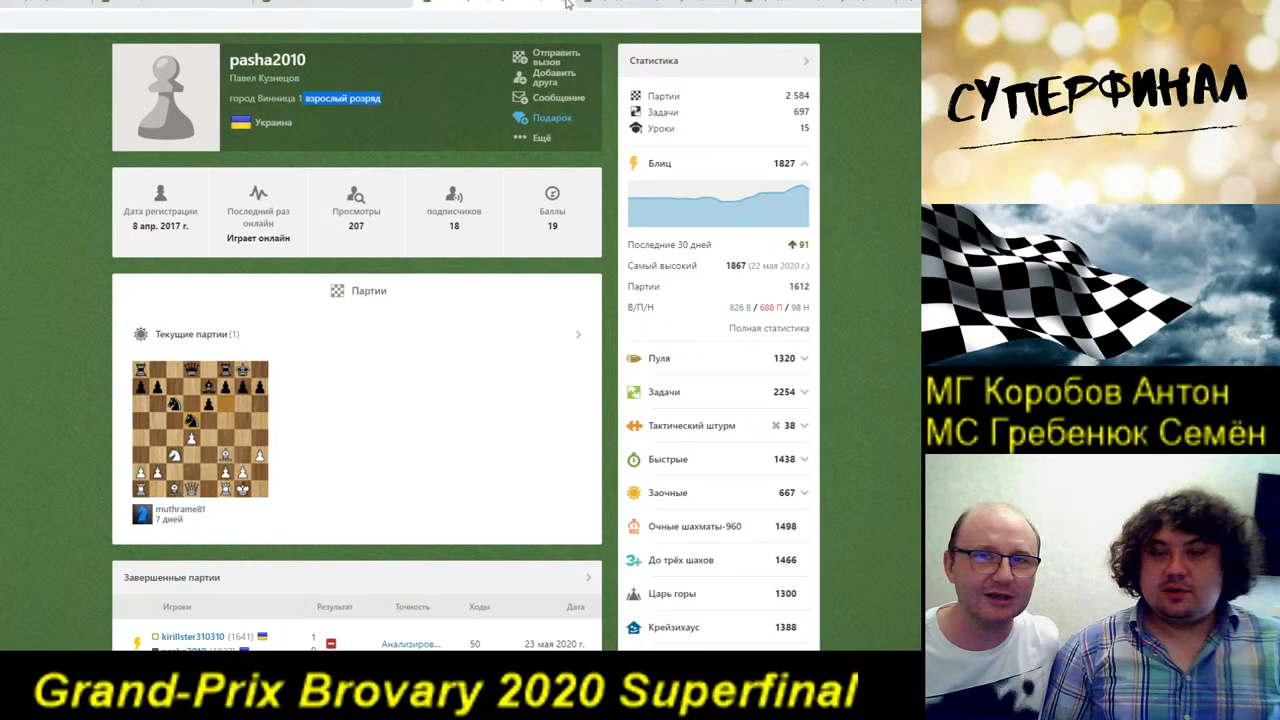 pasha2010
Павел Кузнецов
город Винница 1 взрослый розряд
Украина
Отправить вызов
Добавить друга
Сообщение
Подарок
Ещё
Дата регистрации
8 апр. 2017 г.
Последний раз онлайн
Играет онлайн
Просмотры
207
подписчиков
18
Баллы
19
Партии
Текущие партии (1)
muthrame81
7 дней
Завершенные партии
Игроки
Результат
Точность
Ходы
Дата
kirillster310310 (1641)
1
Анализиров...
50
23 мая 2020 г.
Статистика
Партии 2 584
Задачи 697
Уроки 15
Блиц 1827
Последние 30 дней 91
Самый высокий 1867 (22 мая 2020 г.)
Партии 1612
В/П/Н 826 В / 688 П / 98 Н
Полная статистика
Пуля 1320
Задачи 2254
Тактический штурм 38
Быстрые 1438
Заочные 667
Очные шахматы-960 1498
До трёх шахов 1466
Царь горы 1300
Крейзихаус 1388
СУПЕРФИНАЛ
МГ Коробов Антон
МС Гребенюк Семён
Grand-Prix Brovary 2020 Superfinal